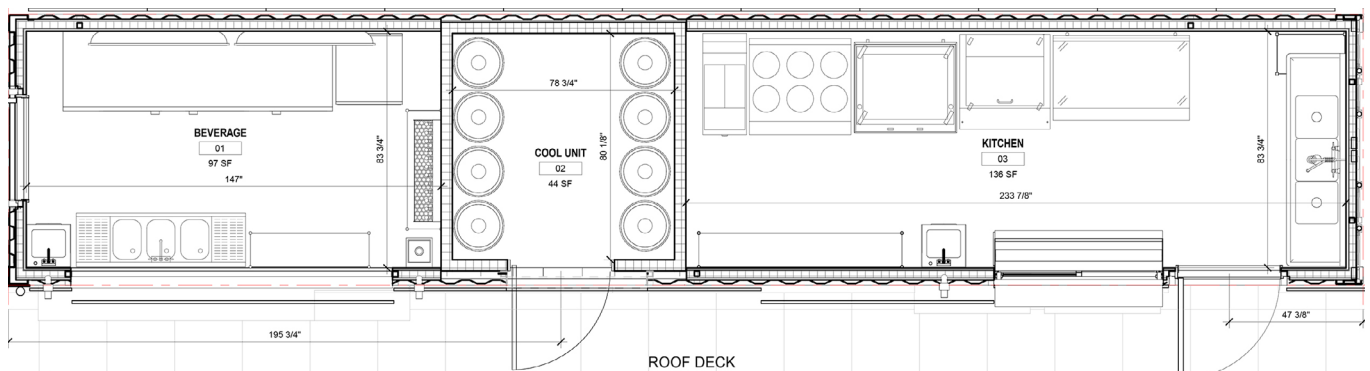 BEVERAGE
01
97 SF
147"
83 3/4"
78 3/4"
COOL UNIT
02
44 SF
80 1/8"
KITCHEN
03
136 SF
233 7/8"
83 3/4"
195 3/4"
47 3/8"
ROOF DECK